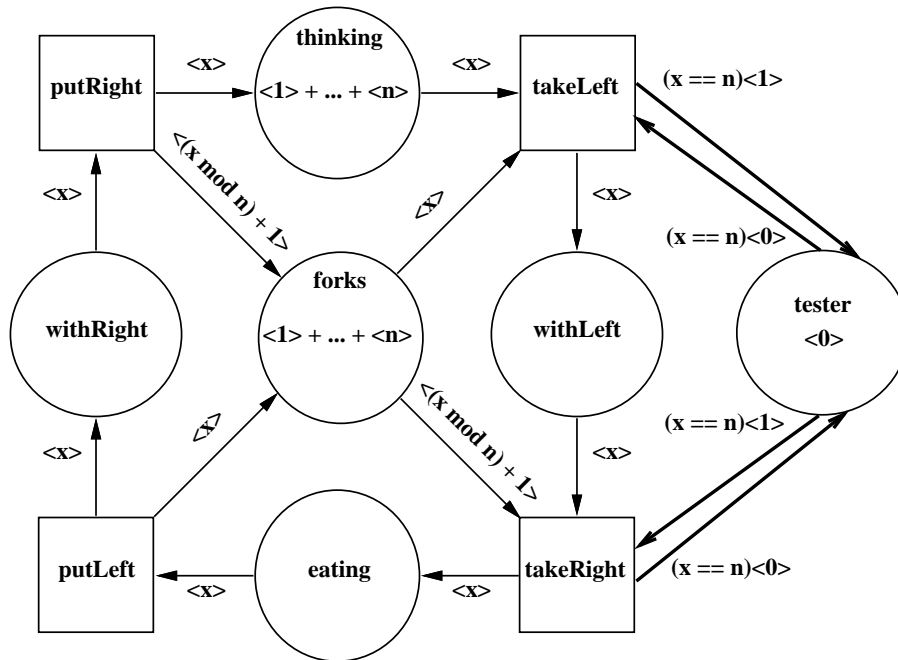 thinking
<x>
<x>
putRight
<1> + ... + <n>
takeLeft
(x == n)<1>
<(x mod n) + 1>
<x>
<x>
<x>
(x == n)<0>
forks
withRight
<1> + ... + <n>
withLeft
tester
<0>
<x>
<x>
<(x mod n) + 1>
<x>
(x == n)<1>
putLeft
eating
takeRight
(x == n)<0>
<x>
<x>